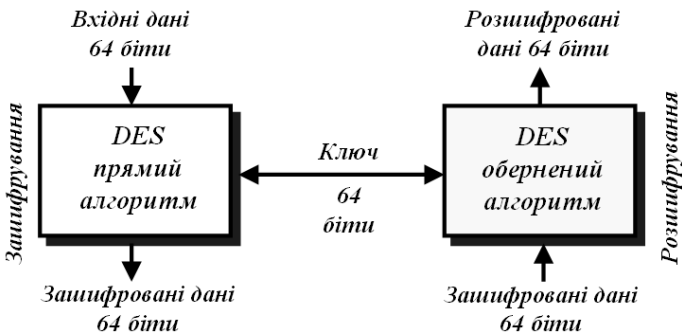 Вхідні дані
64 біти
Зашифрування
DES
прямий
алгоритм
Зашифровані дані
64 біти
Ключ
64
біти
Розшифровані
дані 64 біти
DES
обернений
алгоритм
Розшифрування
Зашифровані дані
64 біти